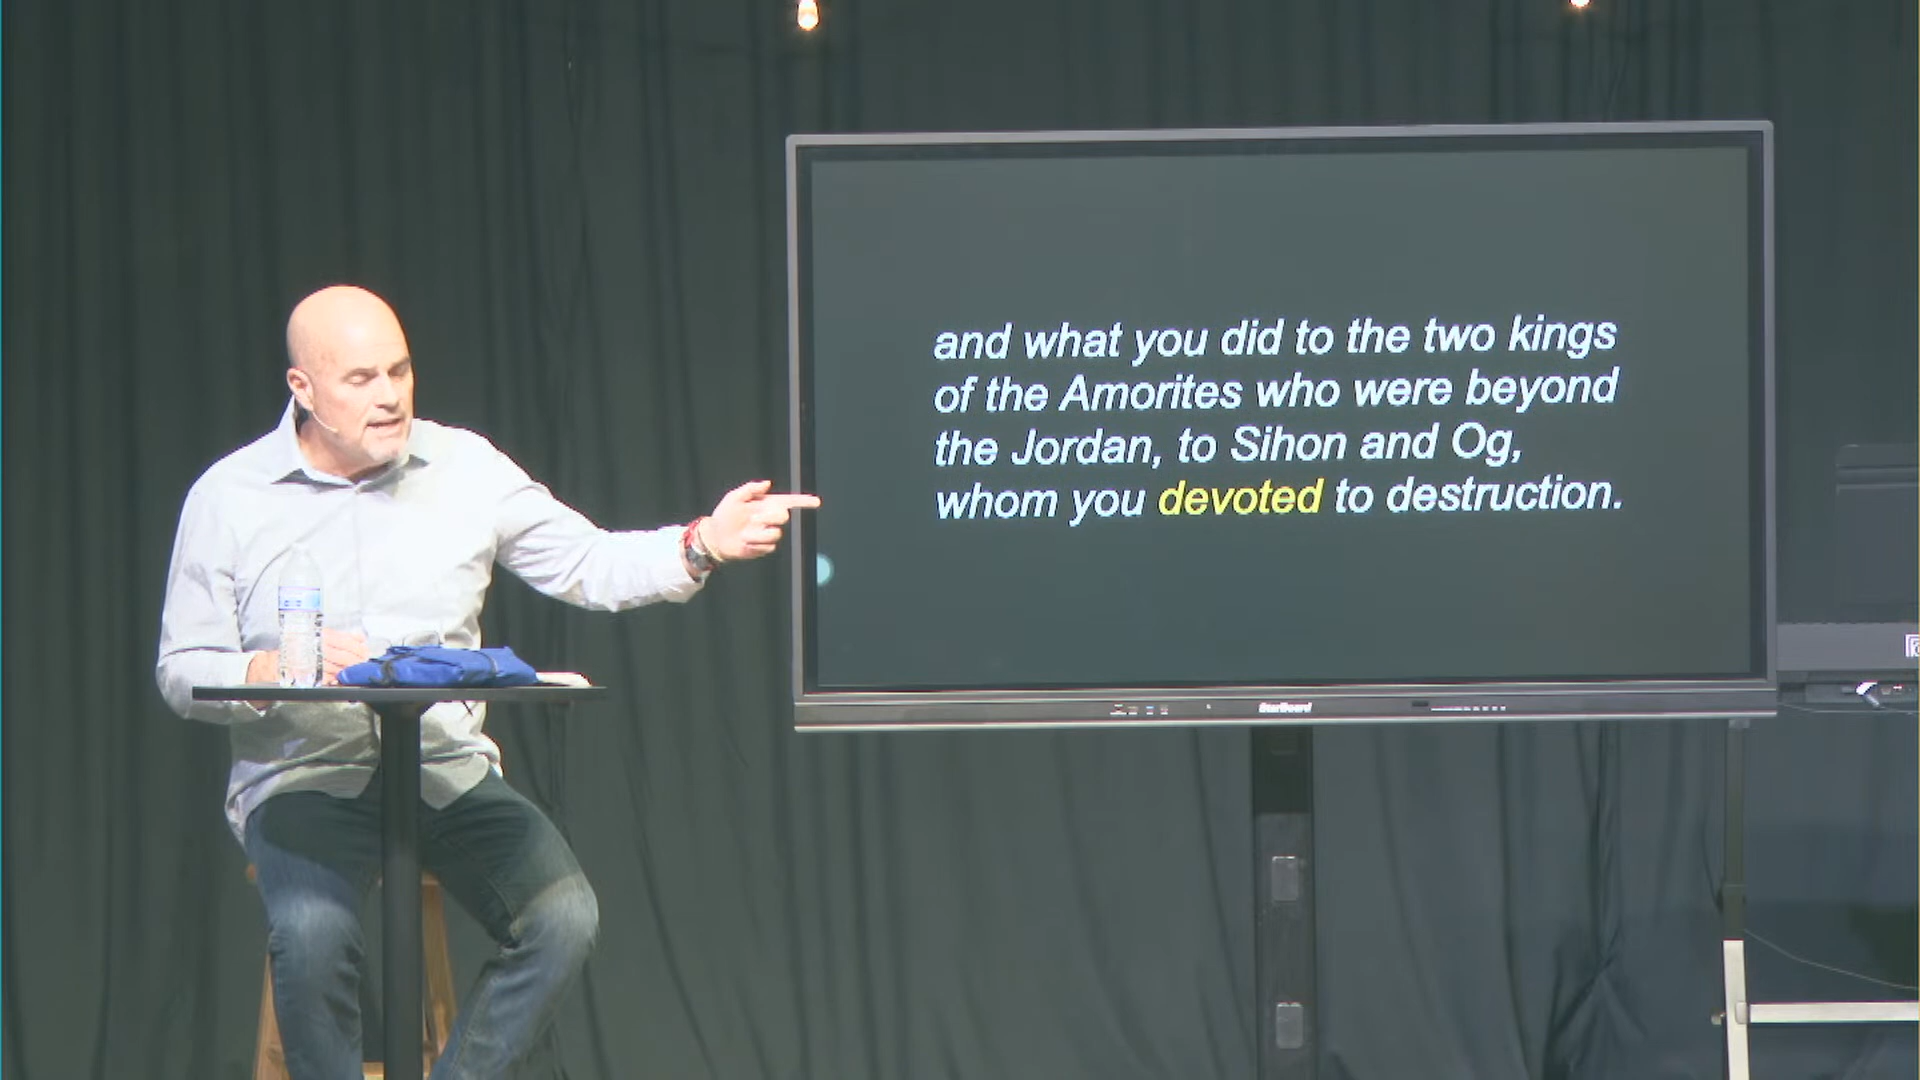 and what you did to the two kings
of the Amorites who were beyond
the Jordan, to Sihon and Og,
whom you devoted to destruction.
StarBoard